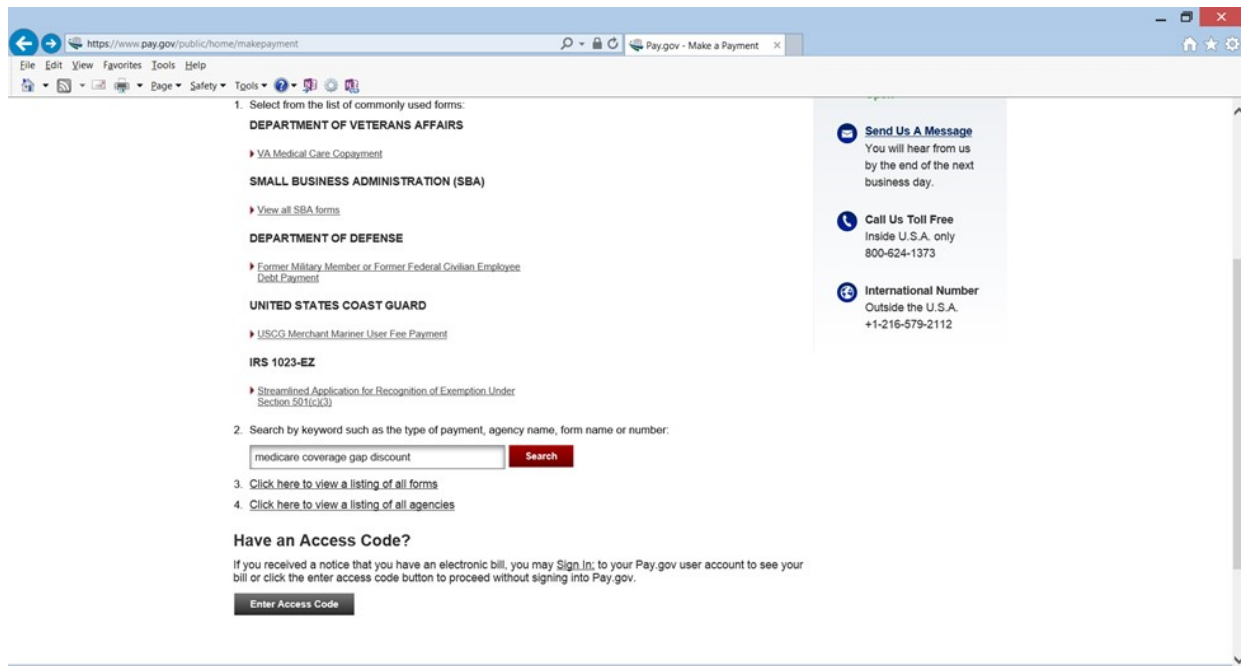 https://www.pay.gov/public/home/makepayment
Pay.gov - Make a Payment
File Edit View Favorites Tools Help
Page Safety Tools
1. Select from the list of commonly used forms:
DEPARTMENT OF VETERANS AFFAIRS
VA Medical Care Copayment
SMALL BUSINESS ADMINISTRATION (SBA)
View all SBA forms
DEPARTMENT OF DEFENSE
Former Military Member or Former Federal Civilian Employee
Debt Payment
UNITED STATES COAST GUARD
USCG Merchant Mariner User Fee Payment
IRS 1023-EZ
Streamlined Application for Recognition of Exemption Under
Section 501(c)(3)
2. Search by keyword such as the type of payment, agency name, form name or number:
medicare coverage gap discount
Search
3. Click here to view a listing of all forms
4. Click here to view a listing of all agencies
Have an Access Code?
If you received a notice that you have an electronic bill, you may Sign In: to your Pay.gov user account to see your
bill or click the enter access code button to proceed without signing into Pay.gov.
Enter Access Code
Send Us A Message
You will hear from us
by the end of the next
business day.
Call Us Toll Free
Inside U.S.A. only
800-624-1373
International Number
Outside the U.S.A.
+1-216-579-2112